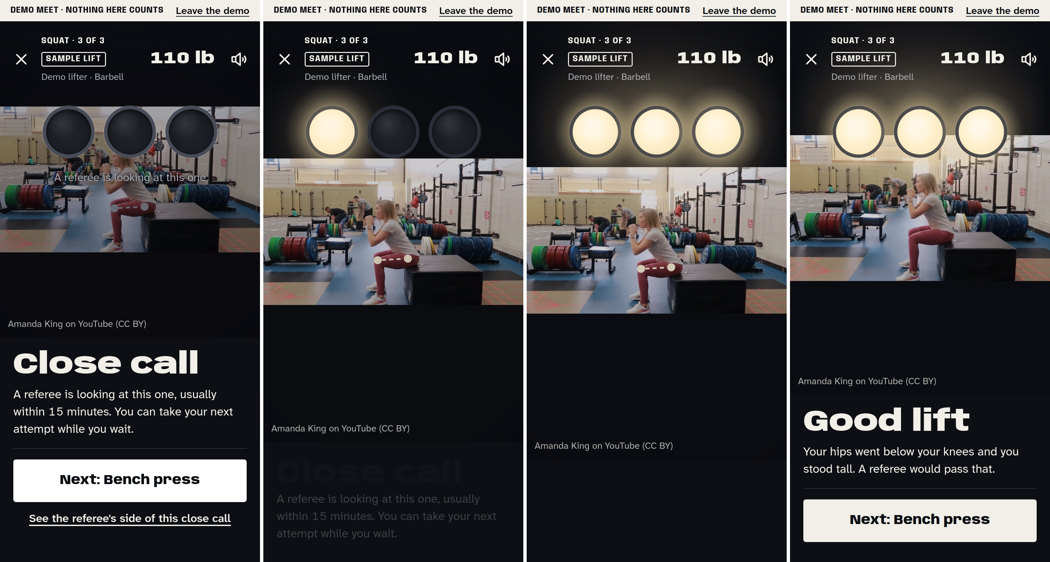 DEMO MEET · NOTHING HERE COUNTS
Leave the demo
SQUAT · 3 OF 3
SAMPLE LIFT
110 lb
Demo lifter · Barbell
A referee is looking at this one,
Amanda King on YouTube (CC BY)
Close call
A referee is looking at this one, usually
within 15 minutes. You can take your next
attempt while you wait.
Next: Bench press
See the referee's side of this close call
DEMO MEET · NOTHING HERE COUNTS
Leave the demo
SQUAT · 3 OF 3
SAMPLE LIFT
110 lb
Demo lifter · Barbell
Amanda King on YouTube (CC BY)
Close call
A referee is looking at this one, usually
within 15 minutes. You can take your next
attempt while you wait.
DEMO MEET · NOTHING HERE COUNTS
Leave the demo
SQUAT · 3 OF 3
SAMPLE LIFT
110 lb
Demo lifter · Barbell
Amanda King on YouTube (CC BY)
DEMO MEET · NOTHING HERE COUNTS
Leave the demo
SQUAT · 3 OF 3
SAMPLE LIFT
110 lb
Demo lifter · Barbell
Amanda King on YouTube (CC BY)
Good lift
Your hips went below your knees and you
stood tall. A referee would pass that.
Next: Bench press